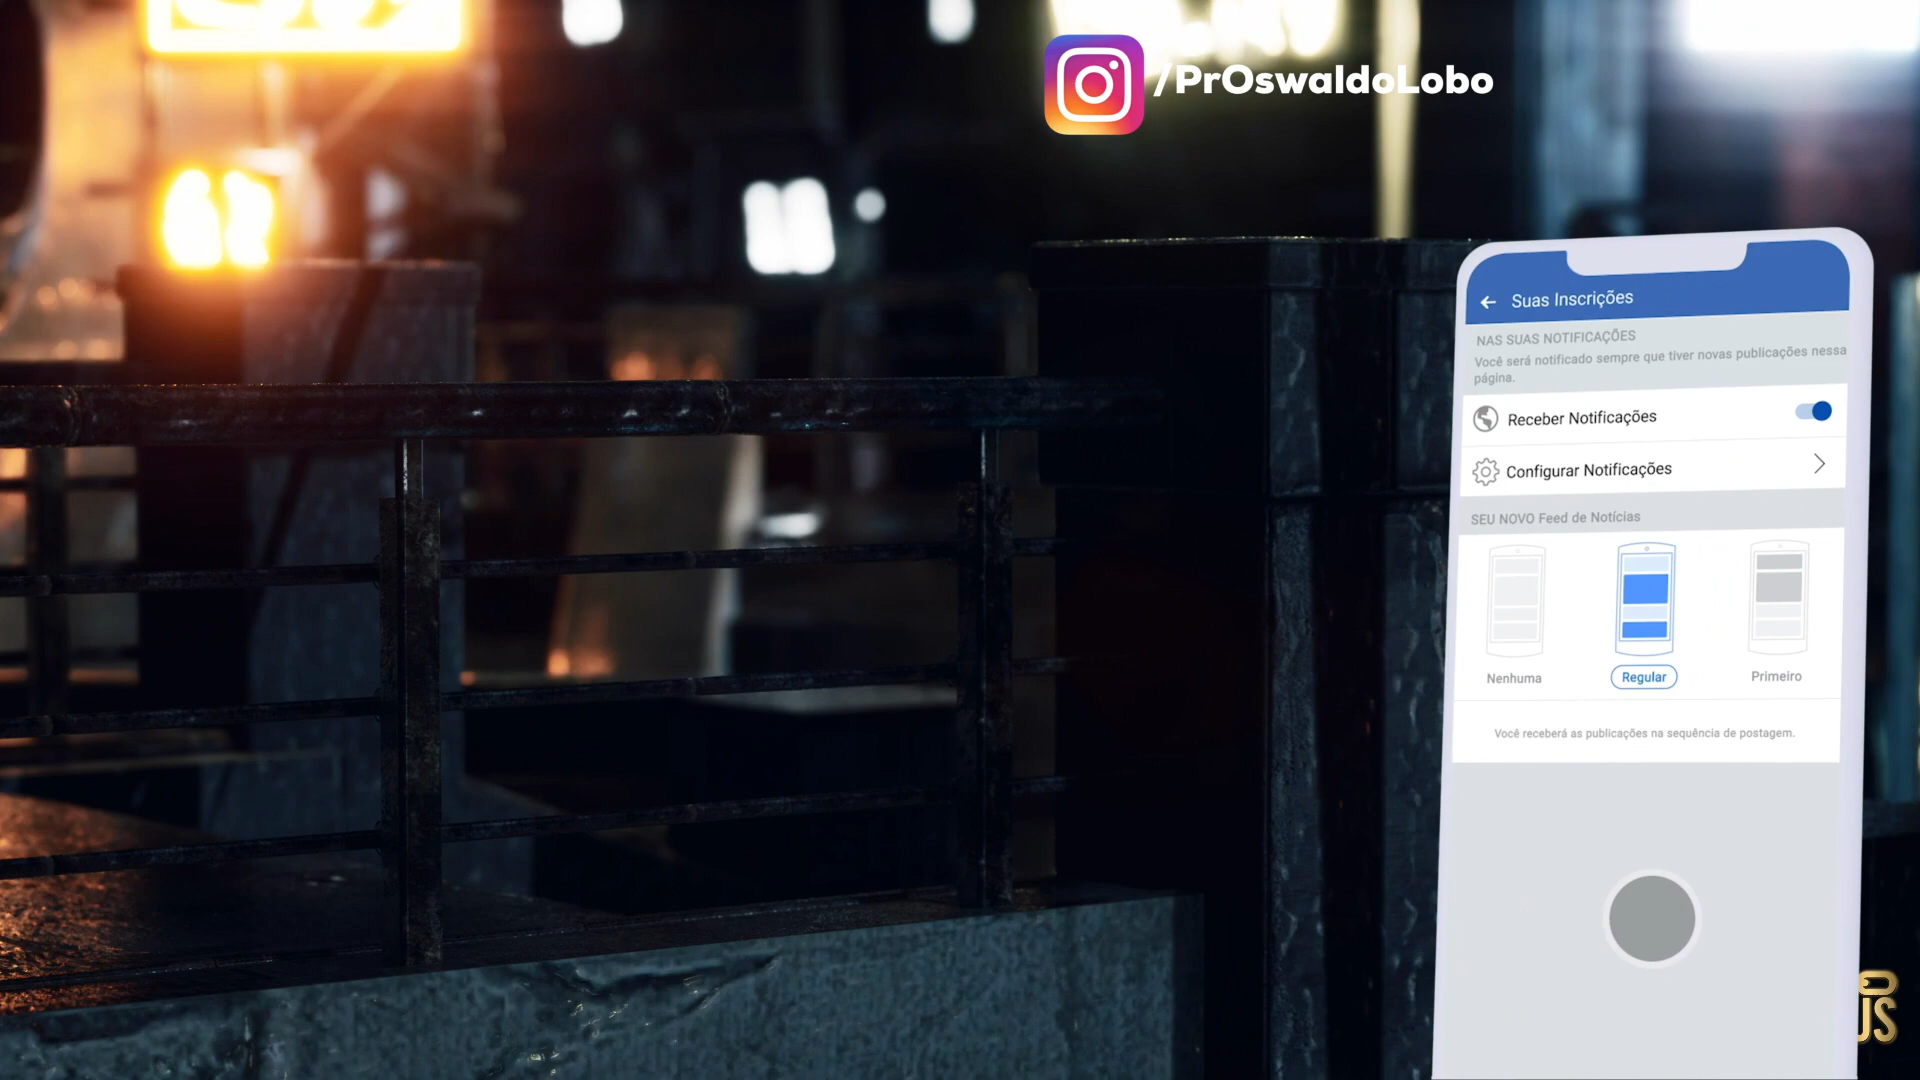 /PrOswaldoLobo
Suas Inscrições
NAS SUAS NOTIFICAÇÕES
Você será notificado sempre que tiver novas publicações nessa
página.
Receber Notificações
Configurar Notificações
SEU NOVO Feed de Notícias
Nenhuma
Regular
Primeiro
Você receberá as publicações na sequência de postagem.